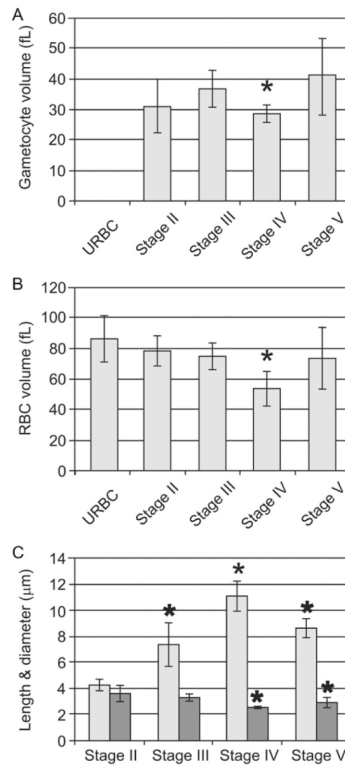 A
Gametocyte volume (fL)
60
50
40
30
20
10
0
*
URBC
Stage II
Stage III
Stage IV
Stage V
B
RBC volume (fL)
120
100
80
60
40
20
0
*
URBC
Stage II
Stage III
Stage IV
Stage V
C
Length & diameter (μm)
14
12
10
8
6
4
2
0
* * *
* *
Stage II Stage III Stage IV Stage V